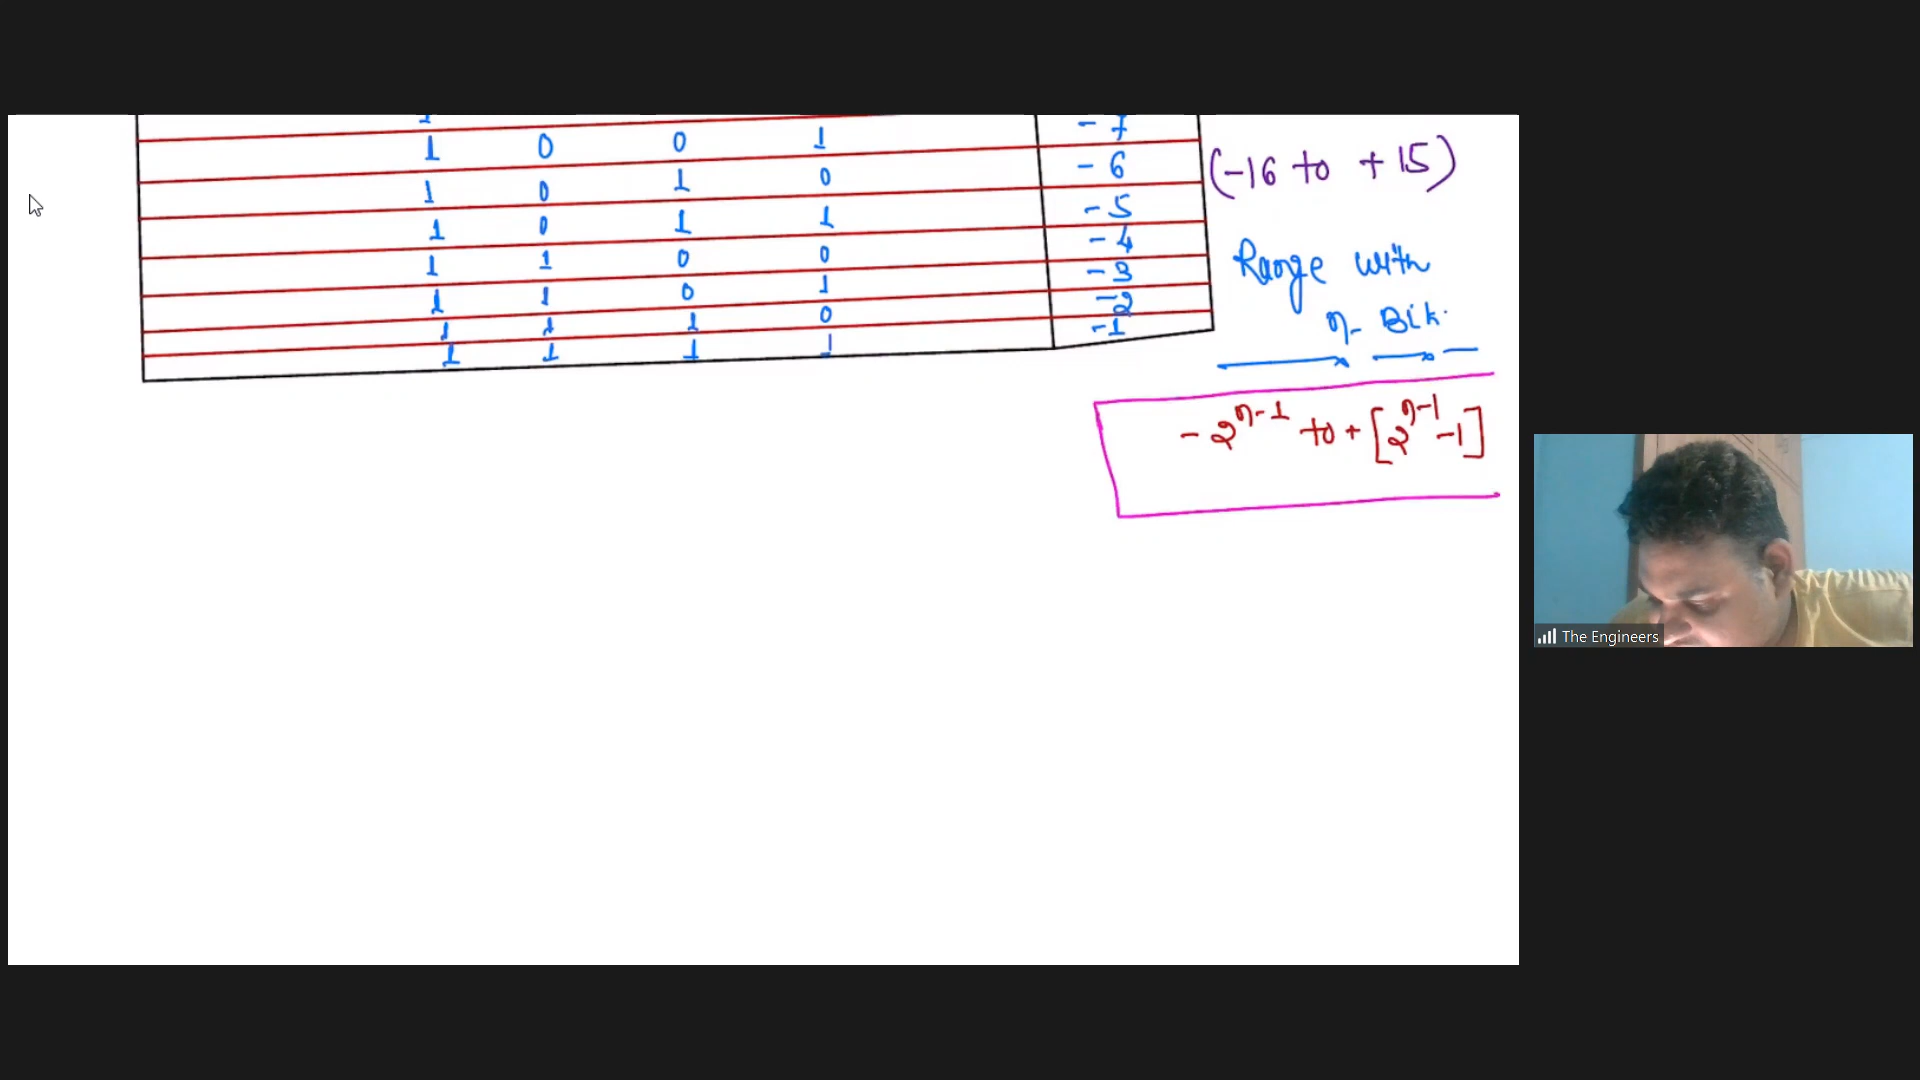 1 - 7
1 0 0 1
- 6
1 0 1 0
- 5
1 0 1 1
- 4
1 1 0 0
- 3
1 1 0 1
-2
1 1 1 0
-1
1 1 1 1
(-16 to +15)
Range with
n- Bit.
- 2^n-1 to + [2^n-1 -1]
The Engineers